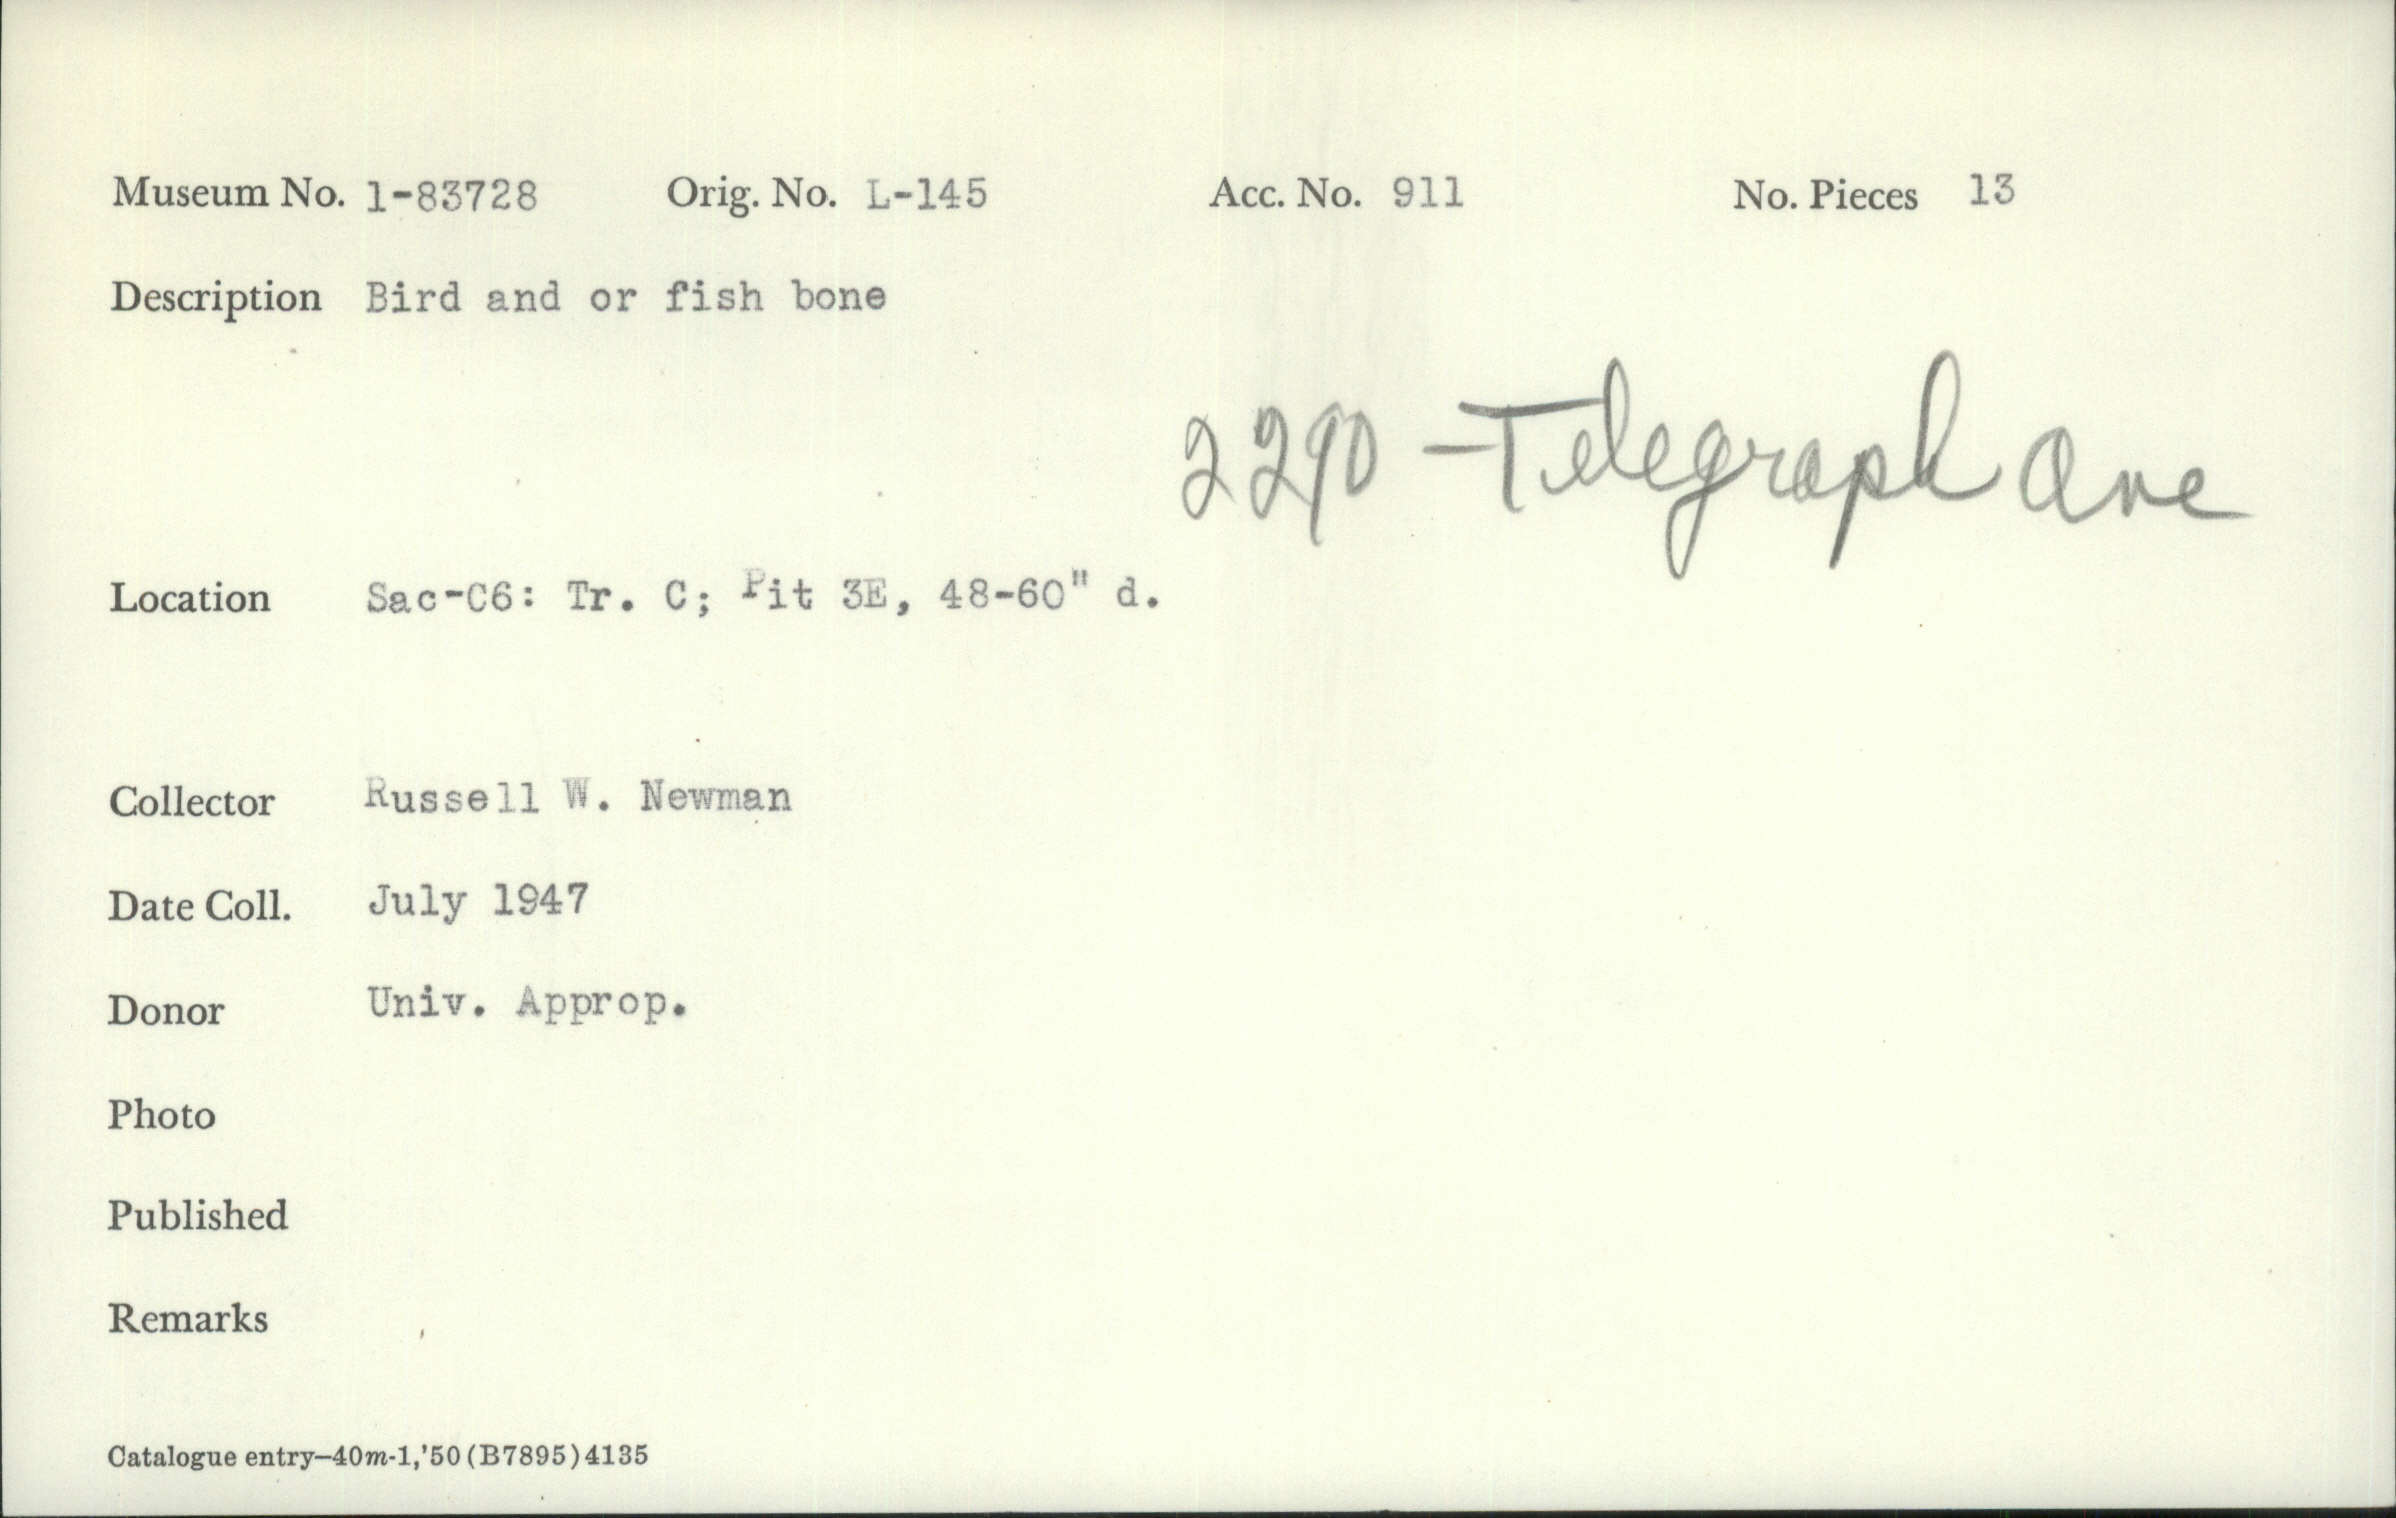 Museum No. 1-83728 Orig. No. L-145 Acc. No. 911 No. Pieces 13
Description Bird and or fish bone
2290 - Telegraph Ave
Location Sac-C6: Tr. C; Pit 3E, 48-60" d.
Collector Russell W. Newman
Date Coll. July 1947
Donor Univ. Approp.
Photo
Published
Remarks
Catalogue entry—40m-1,'50 (B7895) 4135